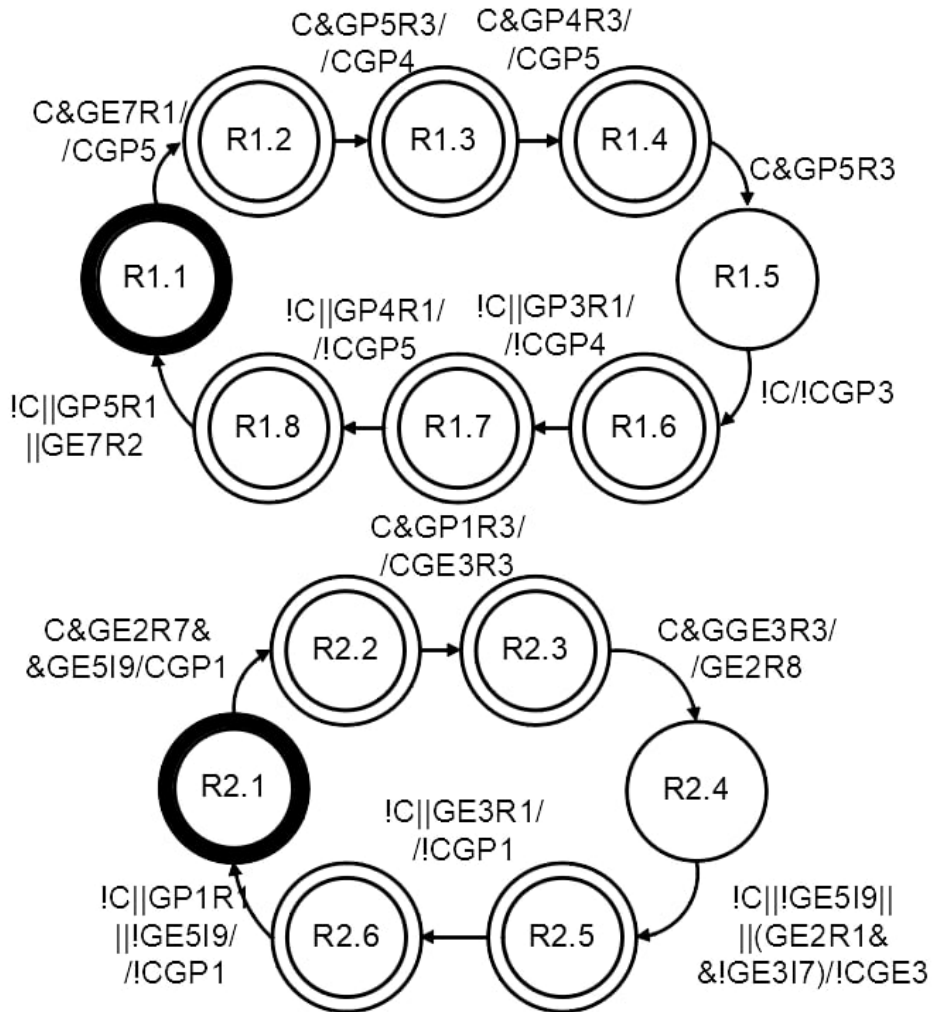 C&GP5R3/
/CGP4
C&GP4R3/
/CGP5
C&GE7R1/
/CGP5
R1.2
R1.3
R1.4
C&GP5R3
R1.1
R1.5
!C||GP4R1/
/!CGP5
!C||GP3R1/
/!CGP4
!C||GP5R1
||GE7R2
R1.8
R1.7
R1.6
!C/!CGP3
C&GP1R3/
/CGE3R3
C&GE2R7&
&GE5I9/CGP1
R2.2
R2.3
C&GGE3R3/
/GE2R8
R2.1
R2.4
!C||GE3R1/
/!CGP1
!C||GP1R1
||!GE5I9/
/!CGP1
R2.6
R2.5
!C||!GE5I9||
||(GE2R1&
&!GE3I7)/!CGE3